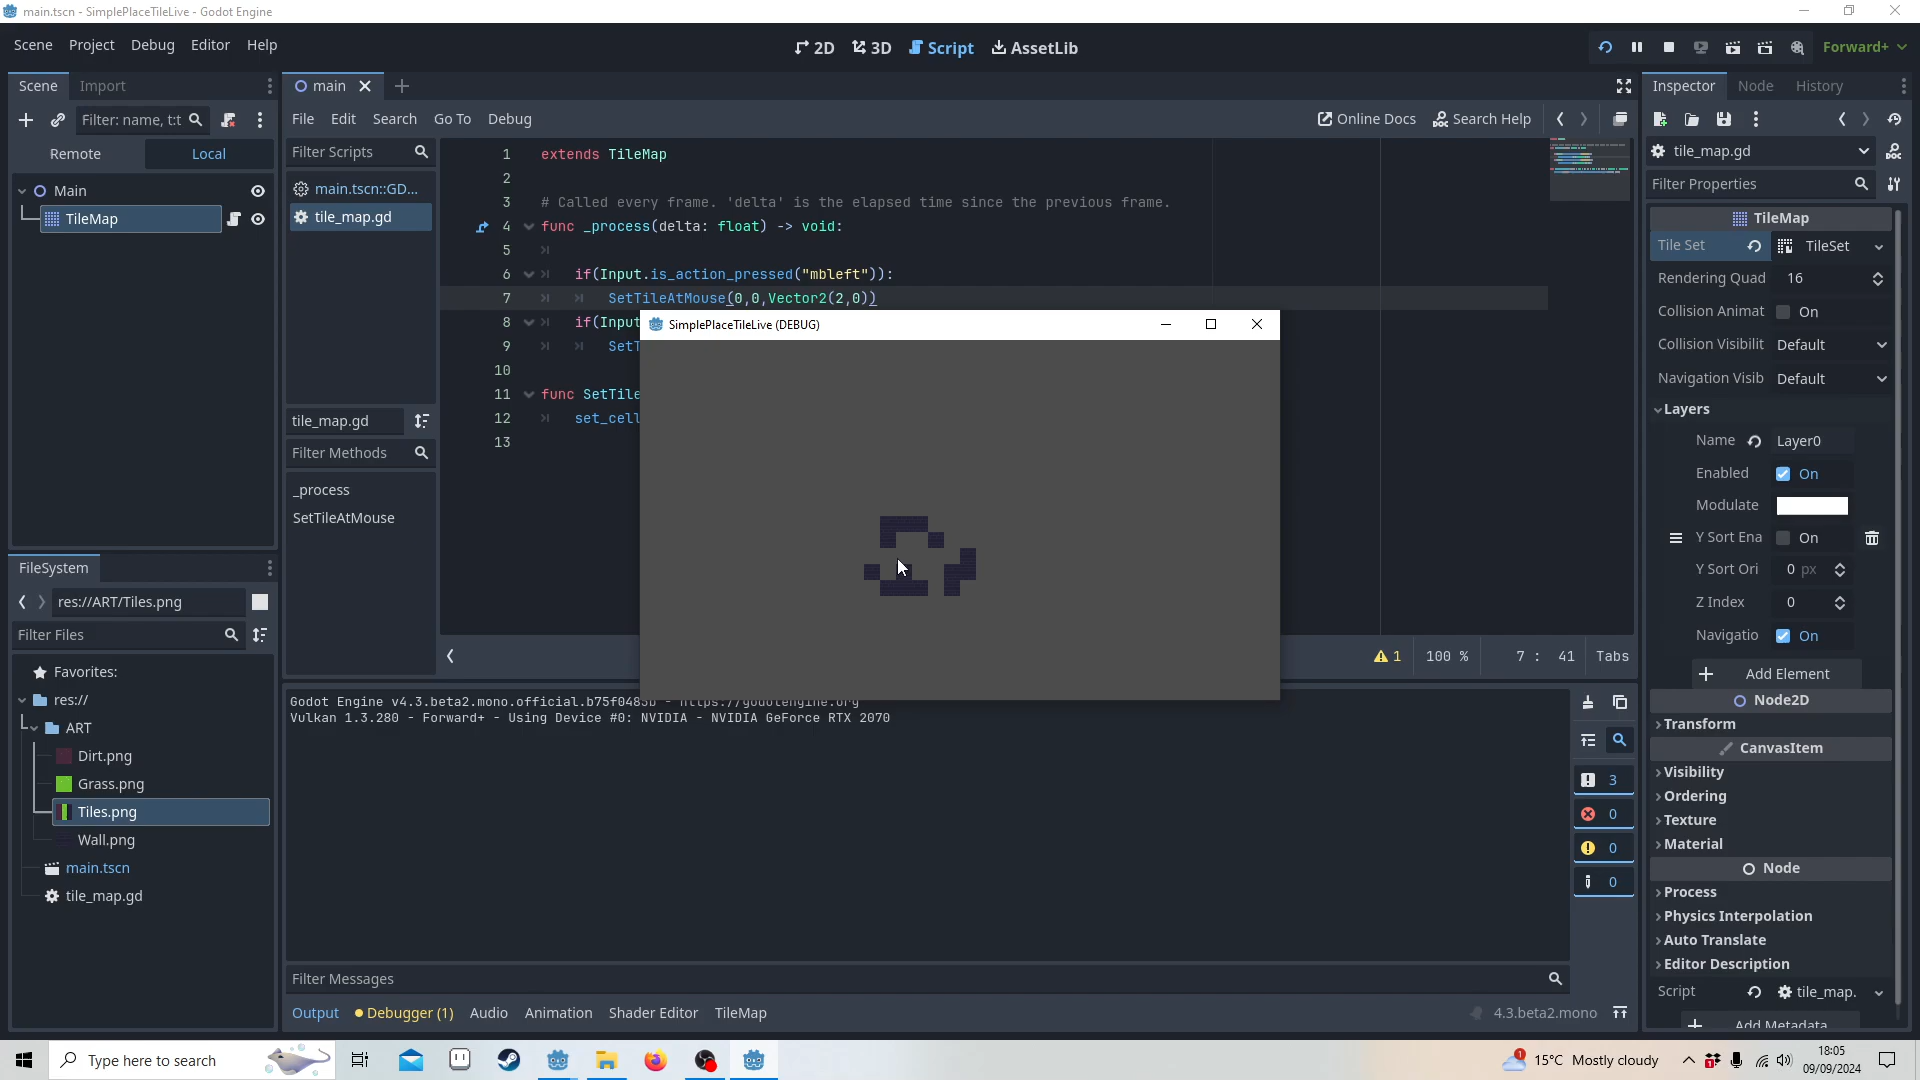 main.tscn - SimplePlaceTileLive - Godot Engine
Scene Project Debug Editor Help
2D 3D Script AssetLib
Forward+
Scene Import
Filter: name, t:t
Remote Local
Main
TileMap
main
File Edit Search Go To Debug
Online Docs Search Help
Filter Scripts
main.tscn::GD...
tile_map.gd
tile_map.gd
Filter Methods
_process
SetTileAtMouse
1 extends TileMap
2
3 # Called every frame. 'delta' is the elapsed time since the previous frame.
4 func _process(delta: float) -> void:
5
6 if(Input.is_action_pressed("mbleft")):
7 SetTileAtMouse(0,0,Vector2(2,0))
8 if(Input
9 SetT
10
11 func SetTile
12 set_cell
13
SimplePlaceTileLive (DEBUG)
1 100 % 7 : 41 Tabs
Godot Engine v4.3.beta2.mono.official.b75f0485b - https://godotengine.org
Vulkan 1.3.280 - Forward+ - Using Device #0: NVIDIA - NVIDIA GeForce RTX 2070
3
0
0
0
Filter Messages
Output Debugger (1) Audio Animation Shader Editor TileMap
4.3.beta2.mono
FileSystem
res://ART/Tiles.png
Filter Files
Favorites:
res://
ART
Dirt.png
Grass.png
Tiles.png
Wall.png
main.tscn
tile_map.gd
Inspector Node History
tile_map.gd
Filter Properties
TileMap
Tile Set TileSet
Rendering Quad 16
Collision Animat On
Collision Visibilit Default
Navigation Visib Default
Layers
Name Layer0
Enabled On
Modulate
Y Sort Ena On
Y Sort Ori 0 px
Z Index 0
Navigatio On
Add Element
Node2D
Transform
CanvasItem
Visibility
Ordering
Texture
Material
Node
Process
Physics Interpolation
Auto Translate
Editor Description
Script tile_map.
Add Metadata
Type here to search
1 15°C Mostly cloudy
18:05
09/09/2024